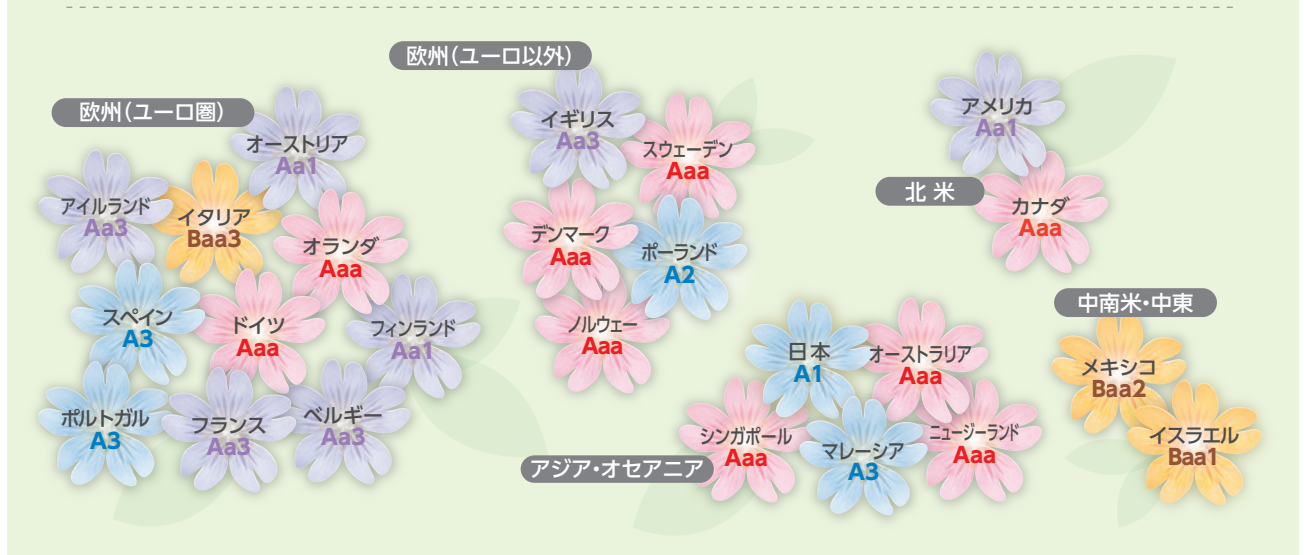 欧州(ユーロ圏)
オーストリア
Aa1
アイルランド
Aa3
イタリア
Baa3
オランダ
Aaa
スペイン
A3
ドイツ
Aaa
フィンランド
Aa1
ポルトガル
A3
フランス
Aa3
ベルギー
Aa3
欧州(ユーロ以外)
イギリス
Aa3
スウェーデン
Aaa
デンマーク
Aaa
ポーランド
A2
ノルウェー
Aaa
北米
アメリカ
Aa1
カナダ
Aaa
アジア・オセアニア
日本
A1
オーストラリア
Aaa
シンガポール
Aaa
マレーシア
A3
ニュージーランド
Aaa
中南米・中東
メキシコ
Baa2
イスラエル
Baa1